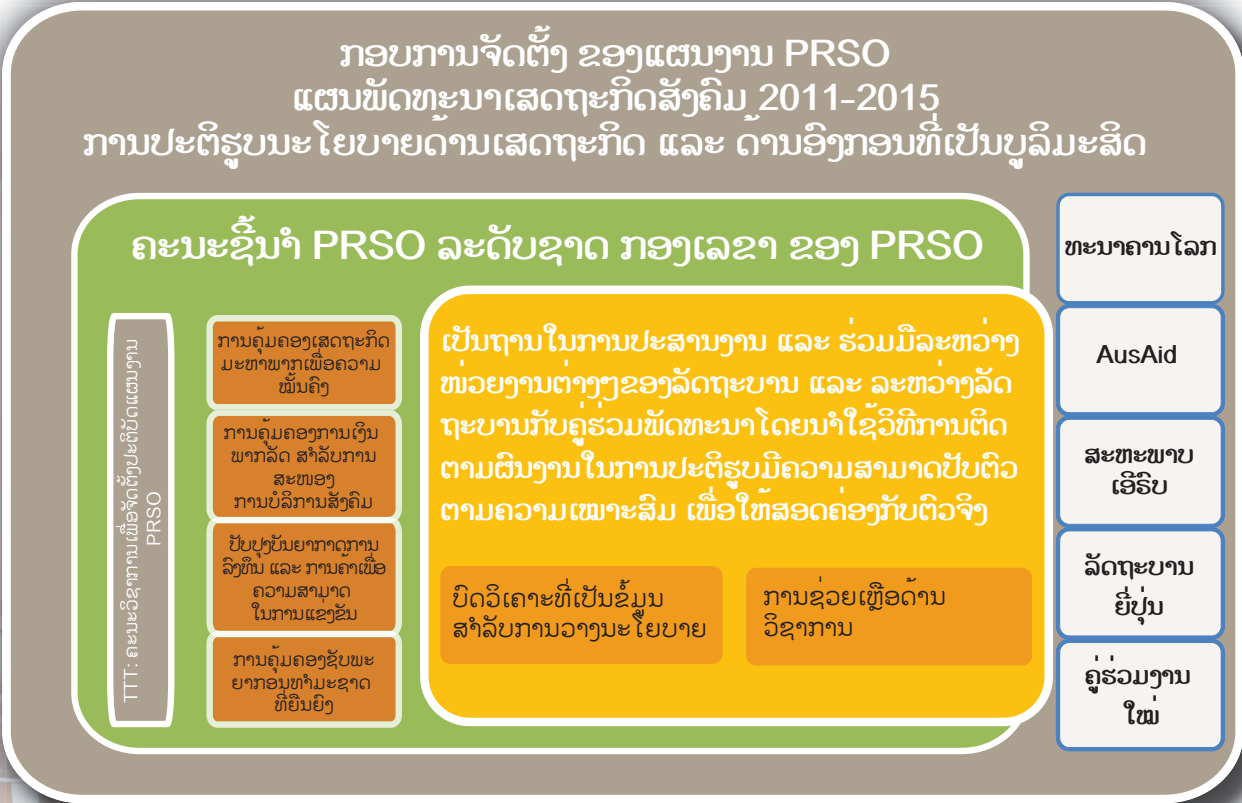 ກອບການຈັດຕັ້ງ ຂອງແຜນງານ PRSO
ແຜນພັດທະນາເສດຖະກິດສັງຄົມ 2011-2015
ການປະຕິຮູບນະໂຍບາຍດ້ານເສດຖະກິດ ແລະ ດ້ານອົງກອນທີ່ເປັນບູລິມະສິດ
ຄະນະຊີ້ນຳ PRSO ລະດັບຊາດ ກອງເລຂາ ຂອງ PRSO
TTT: ຄະນະວິຊາການເພື່ອຈັດຕັ້ງປະຕິບັດແຜນງານ
PRSO
ການຄຸ້ມຄອງເສດຖະກິດ
ມະຫາພາກເພື່ອຄວາມ
ໝັ້ນຄົງ
ການຄຸ້ມຄອງການເງິນ
ພາກລັດ ສຳລັບການ
ສະໜອງ
ການບໍລິການສັງຄົມ
ປັບປຸງບັນຍາກາດການ
ລົງທຶນ ແລະ ການຄ້າເພື່ອ
ຄວາມສາມາດ
ໃນການແຂ່ງຂັນ
ການຄຸ້ມຄອງຊັບພະ
ຍາກອນທຳມະຊາດ
ທີ່ຍືນຍົງ
ເປັນຖານໃນການປະສານງານ ແລະ ຮ່ວມມືລະຫວ່າງ
ໜ່ວຍງານຕ່າງໆຂອງລັດຖະບານ ແລະ ລະຫວ່າງລັດ
ຖະບານກັບຄູ່ຮ່ວມພັດທະນາໂດຍນຳໃຊ້ວິທີການຕິດ
ຕາມຜົນງານໃນການປະຕິຮູບມີຄວາມສາມາດປັບຕົວ
ຕາມຄວາມເໝາະສົມ ເພື່ອໃຫ້ສອດຄ່ອງກັບຕົວຈິງ
ບົດວິເຄາະທີ່ເປັນຂໍ້ມູນ
ສຳລັບການວາງນະໂຍບາຍ
ການຊ່ວຍເຫຼືອດ້ານ
ວິຊາການ
ທະນາຄານໂລກ
AusAid
ສະຫະພາບ
ເອີຣົບ
ລັດຖະບານ
ຍີ່ປຸ່ນ
ຄູ່ຮ່ວມງານ
ໃໝ່